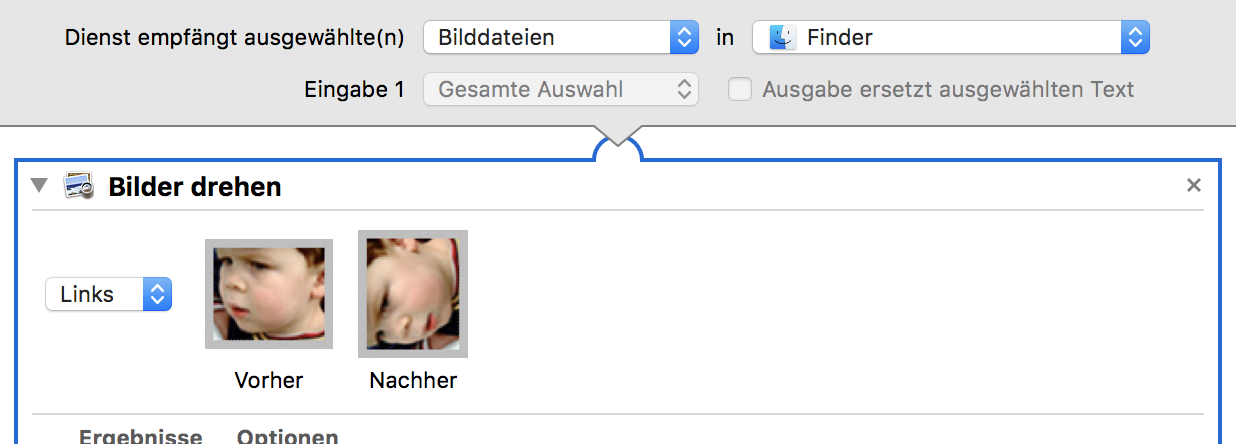 Dienst empfängt ausgewählte(n) Bilddateien in Finder
Eingabe 1 Gesamte Auswahl Ausgabe ersetzt ausgewählten Text
Bilder drehen
Links
Vorher Nachher
Ergebnisse Optionen